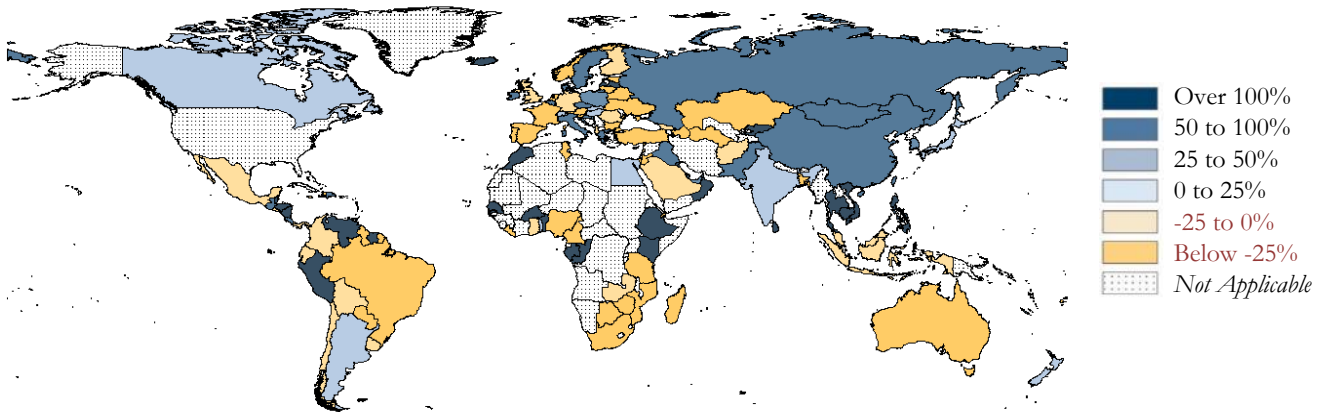 Over 100%
50 to 100%
25 to 50%
0 to 25%
-25 to 0%
Below -25%
Not Applicable